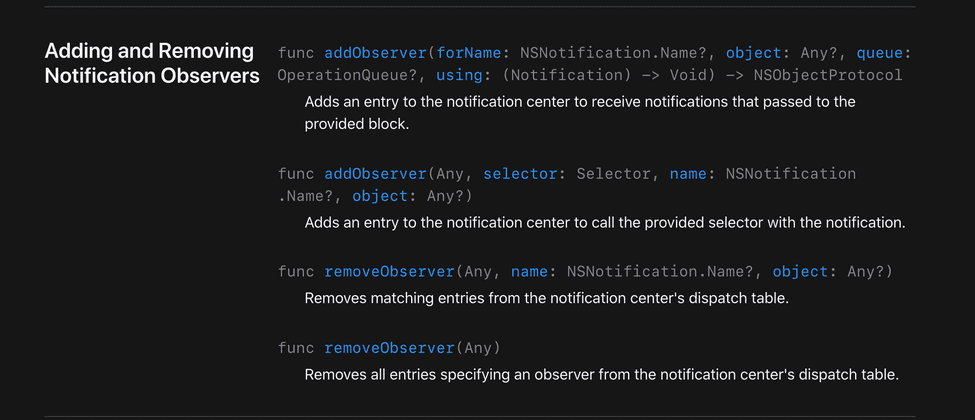 Adding and Removing
Notification Observers
func addObserver(forName: NSNotification.Name?, object: Any?, queue:
OperationQueue?, using: (Notification) -> Void) -> NSObjectProtocol
Adds an entry to the notification center to receive notifications that passed to the
provided block.
func addObserver(Any, selector: Selector, name: NSNotification
.Name?, object: Any?)
Adds an entry to the notification center to call the provided selector with the notification.
func removeObserver(Any, name: NSNotification.Name?, object: Any?)
Removes matching entries from the notification center's dispatch table.
func removeObserver(Any)
Removes all entries specifying an observer from the notification center's dispatch table.